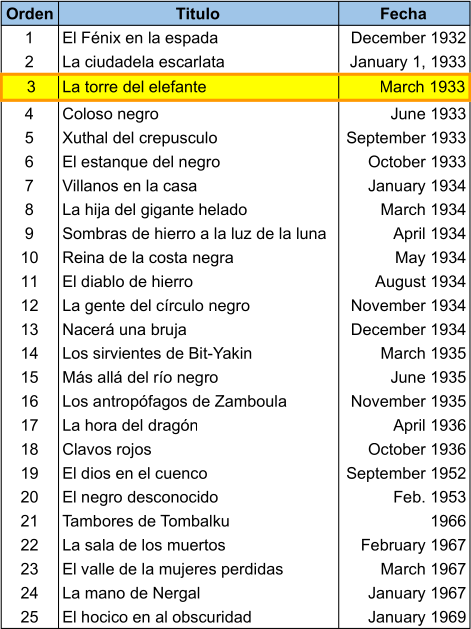 Orden Titulo Fecha
1 El Fénix en la espada December 1932
2 La ciudadela escarlata January 1, 1933
3 La torre del elefante March 1933
4 Coloso negro June 1933
5 Xuthal del crepusculo September 1933
6 El estanque del negro October 1933
7 Villanos en la casa January 1934
8 La hija del gigante helado March 1934
9 Sombras de hierro a la luz de la luna April 1934
10 Reina de la costa negra May 1934
11 El diablo de hierro August 1934
12 La gente del círculo negro November 1934
13 Nacerá una bruja December 1934
14 Los sirvientes de Bit-Yakin March 1935
15 Más allá del río negro June 1935
16 Los antropófagos de Zamboula November 1935
17 La hora del dragón April 1936
18 Clavos rojos October 1936
19 El dios en el cuenco September 1952
20 El negro desconocido Feb. 1953
21 Tambores de Tombalku 1966
22 La sala de los muertos February 1967
23 El valle de la mujeres perdidas March 1967
24 La mano de Nergal January 1967
25 El hocico en al obscuridad January 1969